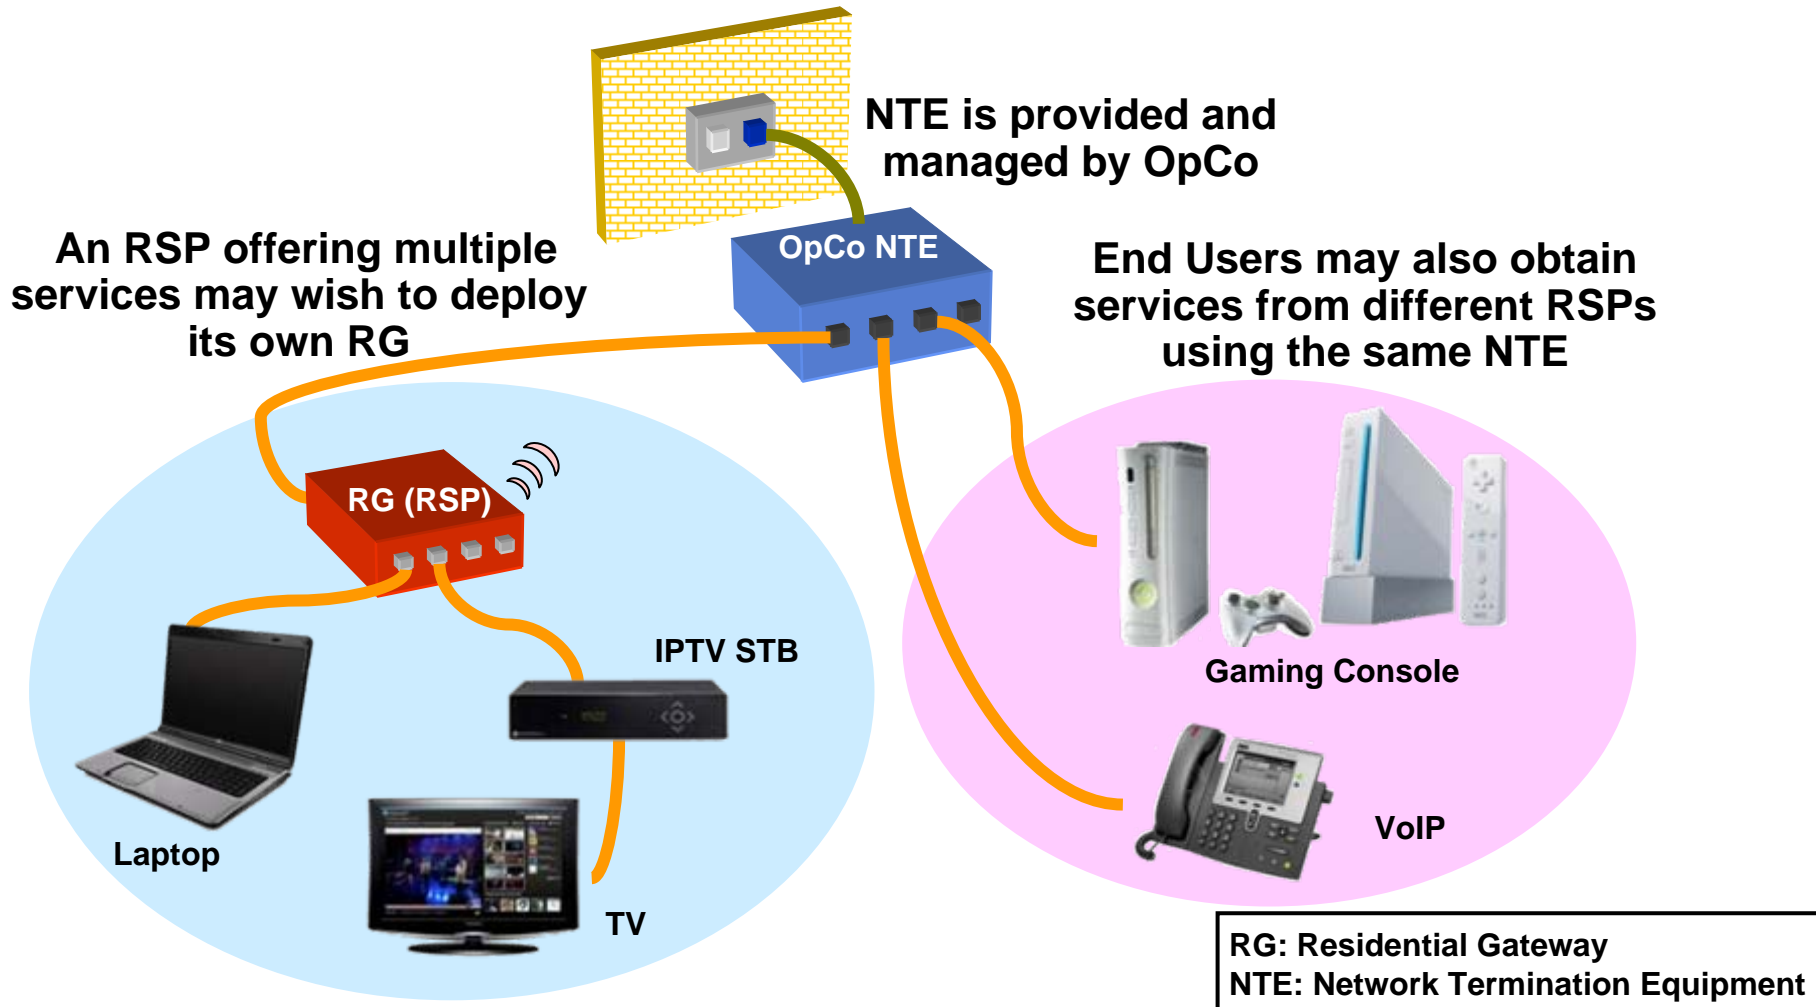 NTE is provided and
managed by OpCo
An RSP offering multiple
services may wish to deploy
its own RG
OpCo NTE
End Users may also obtain
services from different RSPs
using the same NTE
RG (RSP)
IPTV STB
Gaming Console
Laptop
TV
VoIP
RG: Residential Gateway
NTE: Network Termination Equipment